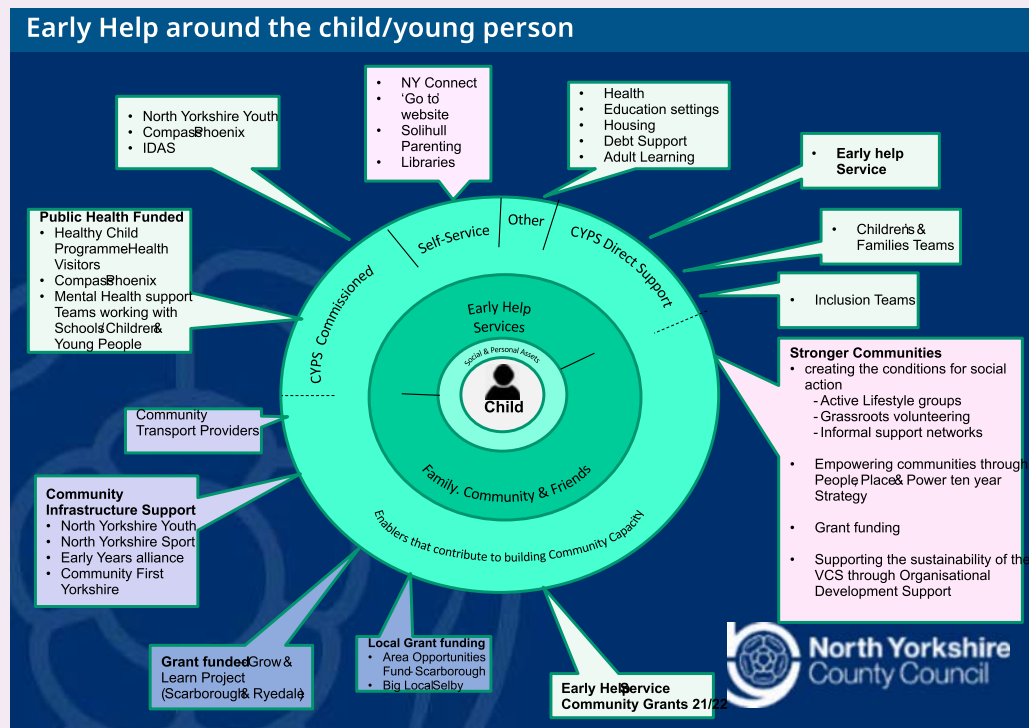 Early Help around the child/young person
• North Yorkshire Youth
• Compass Phoenix
• IDAS
• NY Connect
• ‘Go to’
website
• Solihull
Parenting
• Libraries
• Health
• Education settings
• Housing
• Debt Support
• Adult Learning
• Early help
Service
• Children’s &
Families Teams
• Inclusion Teams
Public Health Funded
• Healthy Child
Programme Health
Visitors
• Compass Phoenix
• Mental Health support
Teams working with
Schools/Children &
Young People
CYPS Commissioned
Self-Service
Other
CYPS Direct Support
Early Help
Services
Social & Personal Assets
Child
Family. Community & Friends
Enablers that contribute to building Community Capacity
Stronger Communities
• creating the conditions for social
action
- Active Lifestyle groups
- Grassroots volunteering
- Informal support networks
• Empowering communities through
People, Place & Power ten year
Strategy
• Grant funding
• Supporting the sustainability of the
VCS through Organisational
Development Support
Community
Transport Providers
Community
Infrastructure Support
• North Yorkshire Youth
• North Yorkshire Sport
• Early Years alliance
• Community First
Yorkshire
Grant funded - Grow &
Learn Project
(Scarborough & Ryedale)
Local Grant funding
• Area Opportunities
Fund - Scarborough
• Big Local Selby
Early Help Service
Community Grants 21/22
North Yorkshire
County Council